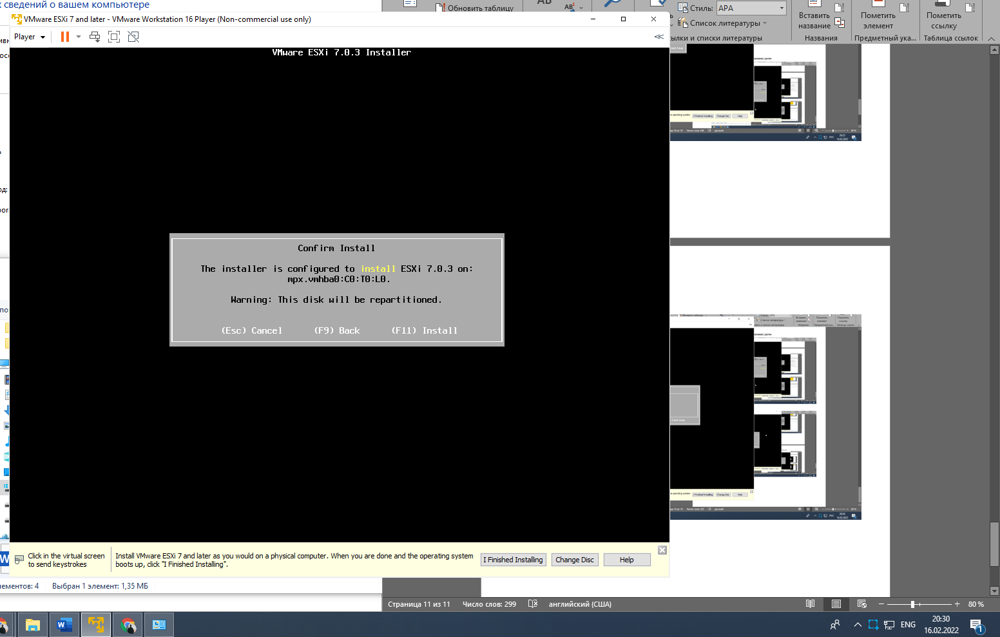 х сведений о вашем компьютере
VMware ESXi 7 and later - VMware Workstation 16 Player (Non-commercial use only)
Player
VMware ESXi 7.0.3 Installer
Confirm Install
The installer is configured to install ESXi 7.0.3 on:
mpx.vmhba0:C0:T0:L0.
Warning: This disk will be repartitioned.
(Esc) Cancel (F9) Back (F11) Install
Click in the virtual screen
to send keystrokes
Install VMware ESXi 7 and later as you would on a physical computer. When you are done and the operating system
boots up, click "I Finished Installing".
I Finished Installing
Change Disc
Help
Обновить таблицу
Стиль: APA
Список литературы
Вставить
название
Пометить
элемент
Пометить
ссылку
сылки и списки литературы
Названия
Предметный ука...
Таблица ссылок
лементов: 4 Выбран 1 элемент: 1,35 МБ
Страница 11 из 11 Число слов: 299 английский (США)
80 %
ENG
20:30
16.02.2022
1